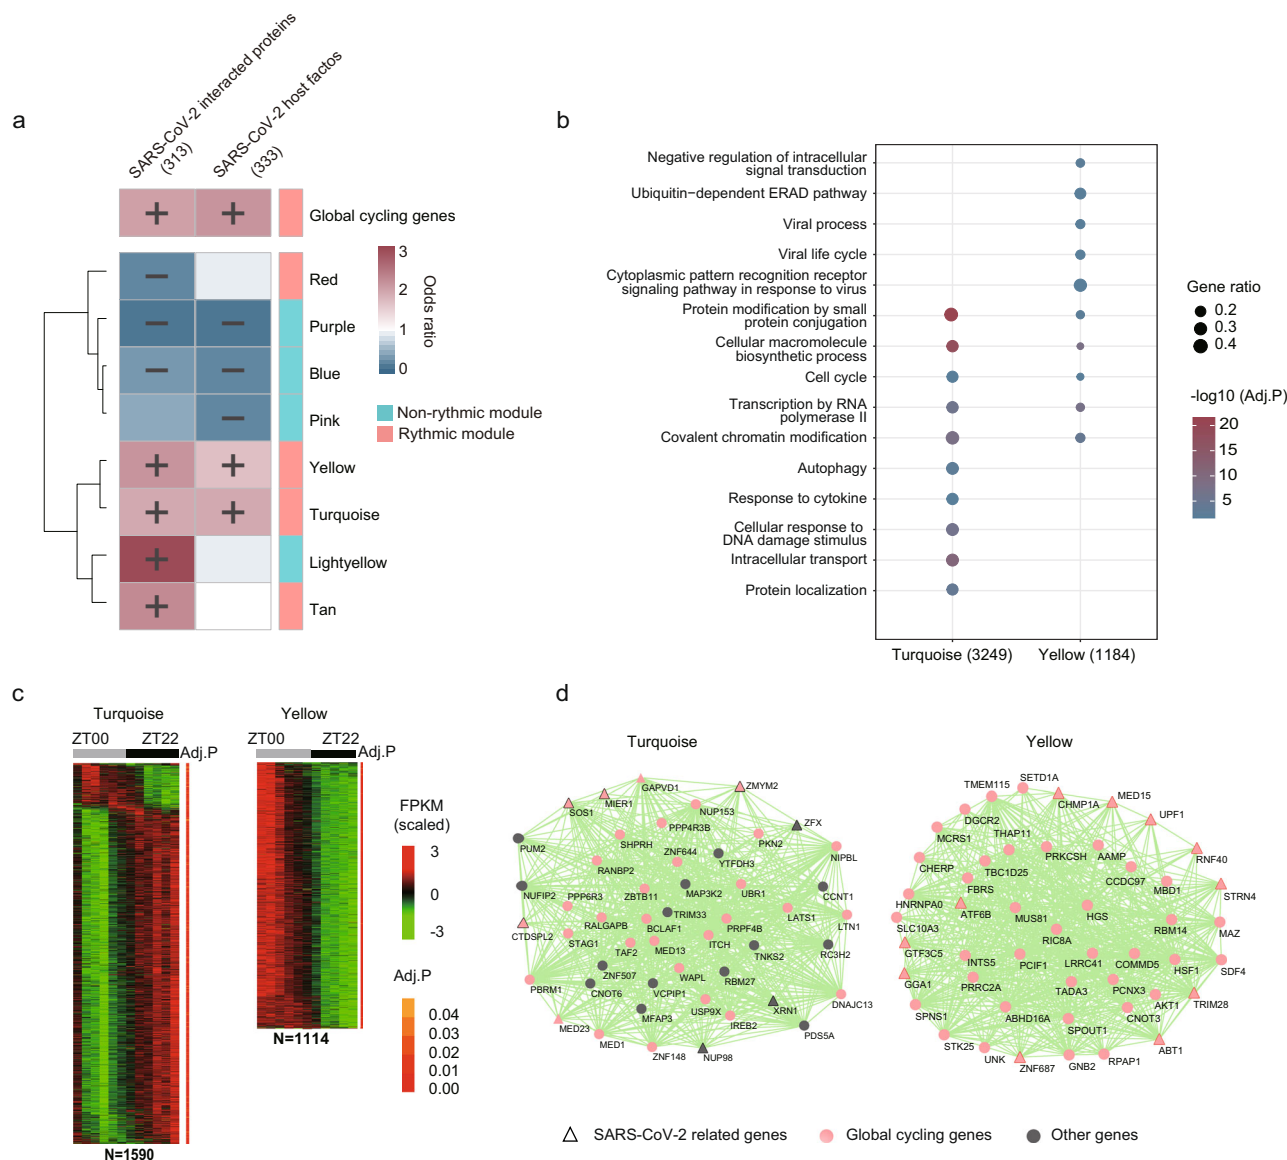 a
SARS-CoV-2 interacted proteins
(313)
SARS-CoV-2 host factos
(333)
Global cycling genes
Red
Purple
Blue
Pink
Yellow
Turquoise
Lightyellow
Tan
3
2
1
0
Odds ratio
Non-rythmic module
Rythmic module
b
Negative regulation of intracellular
signal transduction
Ubiquitin−dependent ERAD pathway
Viral process
Viral life cycle
Cytoplasmic pattern recognition receptor
signaling pathway in response to virus
Protein modification by small
protein conjugation
Cellular macromolecule
biosynthetic process
Cell cycle
Transcription by RNA
polymerase II
Covalent chromatin modification
Autophagy
Response to cytokine
Cellular response to
DNA damage stimulus
Intracellular transport
Protein localization
Turquoise (3249)
Yellow (1184)
Gene ratio
0.2
0.3
0.4
-log10 (Adj.P)
20
15
10
5
c
Turquoise
ZT00
ZT22
Adj.P
N=1590
Yellow
ZT00
ZT22
Adj.P
N=1114
FPKM
(scaled)
3
0
-3
Adj.P
0.04
0.03
0.02
0.01
0.00
d
Turquoise
GAPVD1
ZMYM2
MIER1
SOS1
NUP153
ZFX
PPP4R3B
PUM2
SHPRH
PKN2
NIPBL
ZNF644
YTFDH3
RANBP2
NUFIP2
ZBTB11
MAP3K2
UBR1
CCNT1
PPP6R3
TRIM33
LATS1
LTN1
CTDSPL2
RALGAPB
BCLAF1
PRPF4B
STAG1
TAF2
MED13
ITCH
TNKS2
RC3H2
ZNF507
WAPL
RBM27
PBRM1
CNOT6
VCPIP1
DNAJC13
USP9X
XRN1
MFAP3
IREB2
MED23
PDS5A
MED1
ZNF148
NUP98
Yellow
SETD1A
TMEM115
CHMP1A
MED15
DGCR2
UPF1
MCRS1
THAP11
PRKCSH
AAMP
RNF40
CHERP
TBC1D25
CCDC97
FBRS
MBD1
STRN4
HNRNPA0
ATF6B
MUS81
HGS
SLC10A3
RBM14
MAZ
RIC8A
GTF3C5
INTS5
PCIF1
LRRC41
COMMD5
HSF1
SDF4
GGA1
PRRC2A
TADA3
PCNX3
AKT1
TRIM28
SPNS1
ABHD16A
SPOUT1
CNOT3
STK25
ABT1
UNK
ZNF687
GNB2
RPAP1
SARS-CoV-2 related genes
Global cycling genes
Other genes